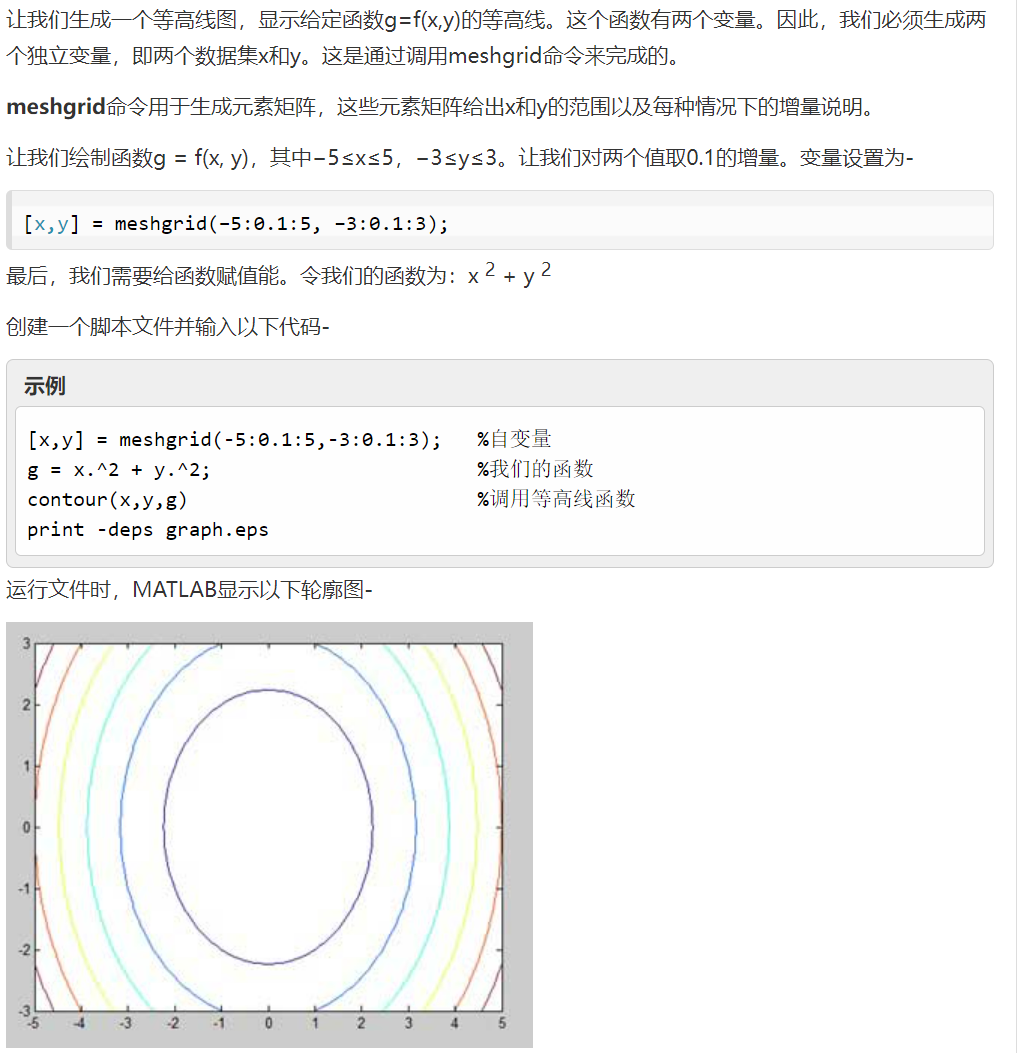 让我们生成一个等高线图，显示给定函数g=f(x,y)的等高线。这个函数有两个变量。因此，我们必须生成两
个独立变量，即两个数据集x和y。这是通过调用meshgrid命令来完成的。
meshgrid命令用于生成元素矩阵，这些元素矩阵给出x和y的范围以及每种情况下的增量说明。
让我们绘制函数g = f(x, y)，其中−5≤x≤5，−3≤y≤3。让我们对两个值取0.1的增量。变量设置为-
[x,y] = meshgrid(−5:0.1:5, −3:0.1:3);
最后，我们需要给函数赋值能。令我们的函数为：x 2 + y 2
创建一个脚本文件并输入以下代码-
示例
[x,y] = meshgrid(-5:0.1:5,-3:0.1:3); %自变量
g = x.^2 + y.^2; %我们的函数
contour(x,y,g) %调用等高线函数
print -deps graph.eps
运行文件时，MATLAB显示以下轮廓图-
3
2
1
0
-1
-2
-3
-5 -4 -3 -2 -1 0 1 2 3 4 5